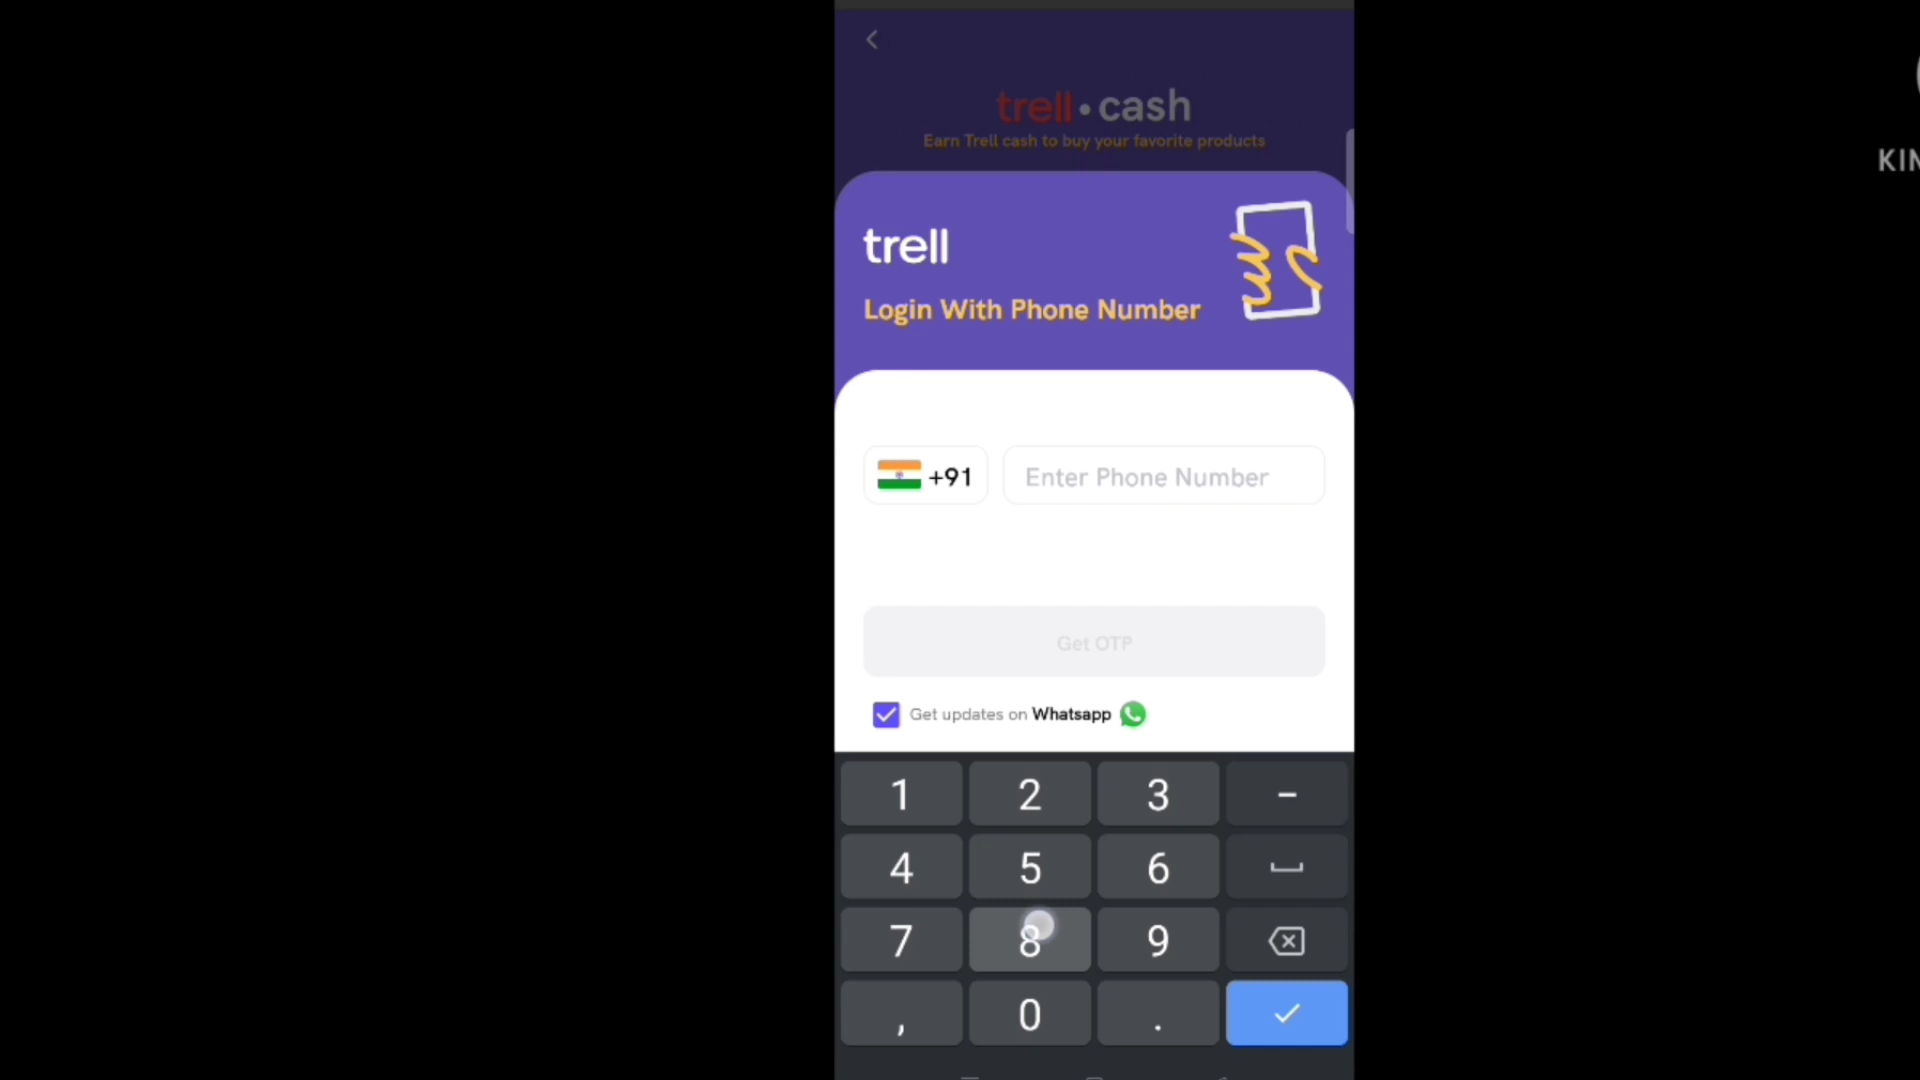 trell • cash
Earn Trell cash to buy your favorite products
trell
Login With Phone Number
+91 Enter Phone Number
Get OTP
Get updates on Whatsapp
1 2 3 -
4 5 6
7 8 9
, 0 .